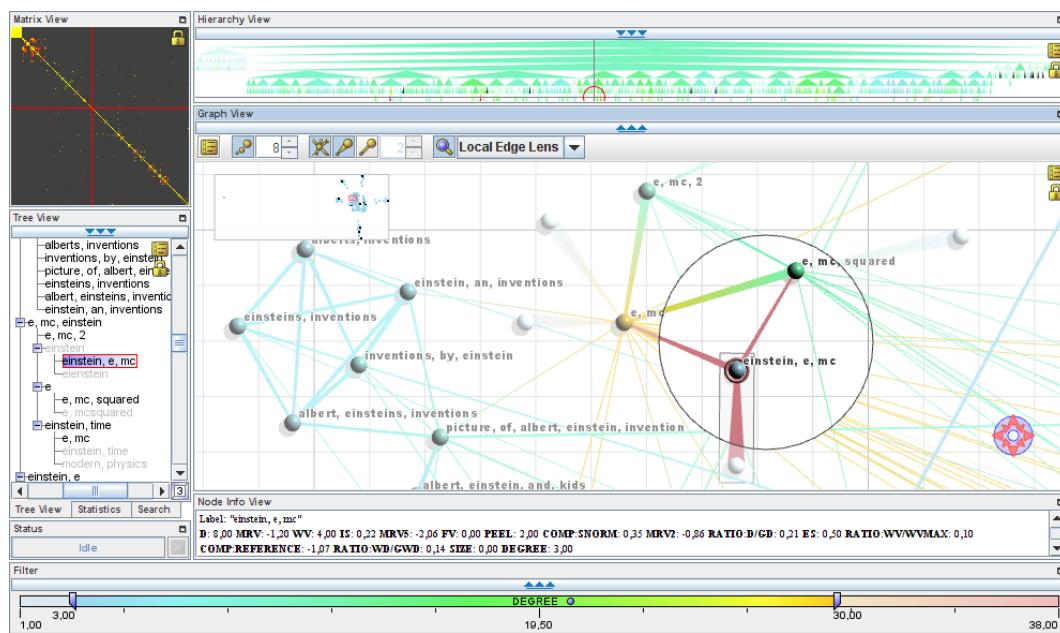 Matrix View
Hierarchy View
Graph View
8
2
Local Edge Lens
e, mc, 2
alberts, inventions
e, mc, squared
einstein, an, inventions
einsteins, inventions
e, mc
inventions, by, einstein
einstein, e, mc
albert, einsteins, inventions
picture, of, albert, einstein, invention
albert, einstein, and, kids
Tree View
alberts, inventions
inventions, by, einstein
picture, of, albert, einste
einsteins, inventions
albert, einsteins, inventic
einstein, an, inventions
e, mc, einstein
e, mc, 2
einstein
einstein, e, mc
eienstein
e
e, mc, squared
e, mcsquared
einstein, time
e, mc
einstein, time
modern, physics
einstein, e
3
Tree View Statistics Search
Status
Idle
Node Info View
Label: "einstein, e, mc"
D: 8,00 MRV: -1,20 WV: 4,00 IS: 0,22 MRV5: -2,06 FV: 0,00 PEEL: 2,00 COMP:SNORM: 0,35 MRV2: -0,86 RATIO:D/GD: 0,21 ES: 0,50 RATIO:WV/WVMAX: 0,10
COMP:REFERENCE: -1,07 RATIO:WD/GWD: 0,14 SIZE: 0,00 DEGREE: 3,00
Filter
DEGREE
3,00 30,00
1,00 19,50 38,00